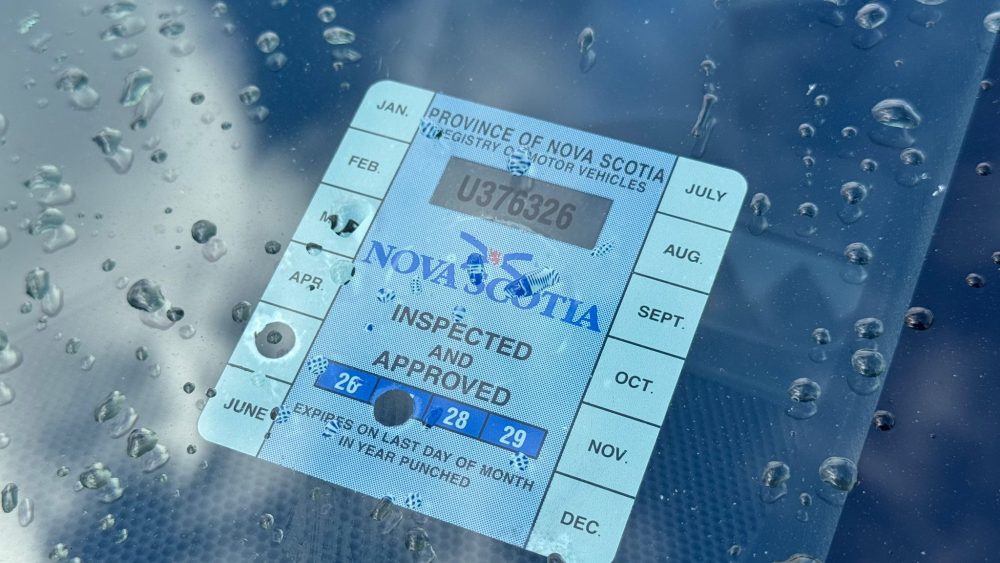 JAN.
FEB.
APR.
JUNE
PROVINCE OF NOVA SCOTIA
REGISTRY OF MOTOR VEHICLES
U376326
NOVA SCOTIA
INSPECTED
AND
APPROVED
26 28 29
EXPIRES ON LAST DAY OF MONTH
IN YEAR PUNCHED
JULY
AUG.
SEPT.
OCT.
NOV.
DEC.